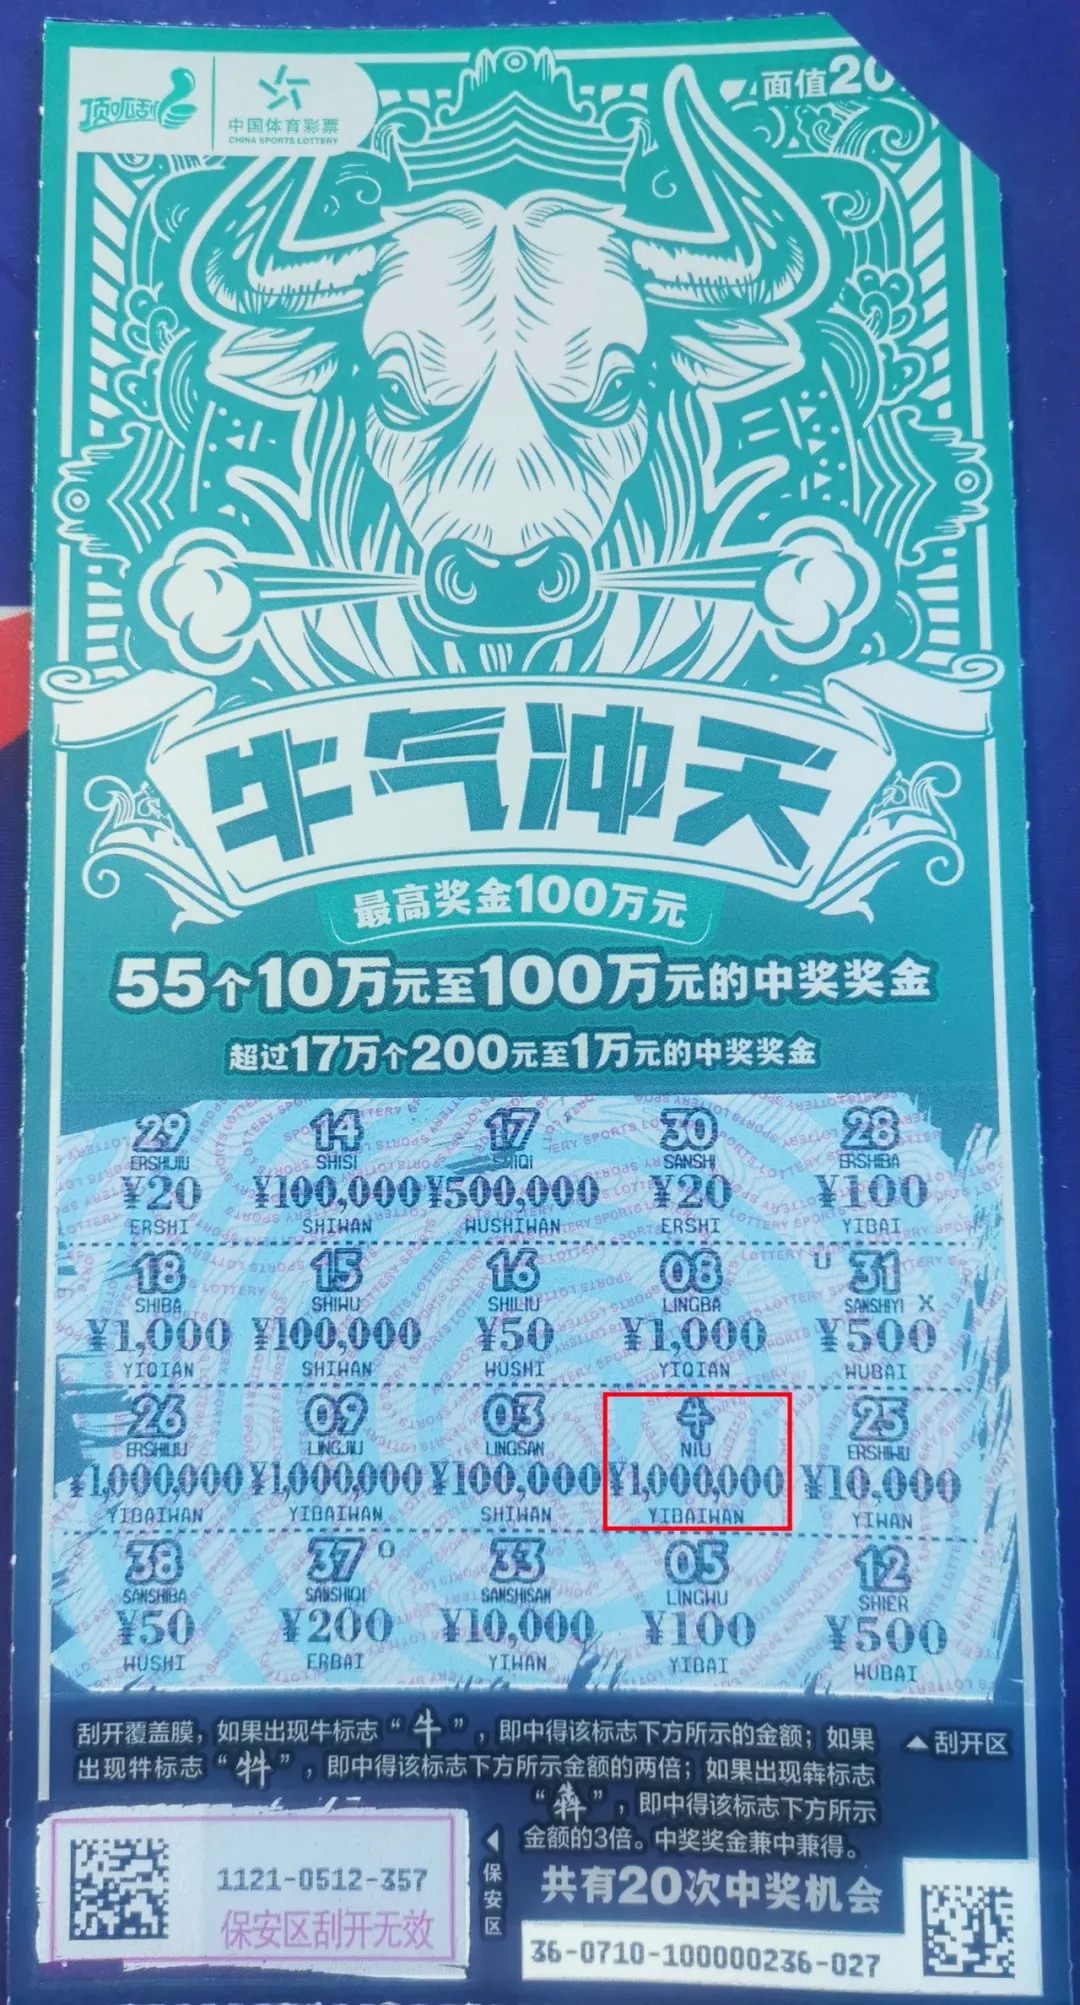 顶呱刮
中国体育彩票
CHINA SPORTS LOTTERY
面值20
牛气冲天
最高奖金100万元
55个10万元至100万元的中奖奖金
超过17万个200元至1万元的中奖奖金
29 14 17 30 28
ERSHIJIU SHISI SHIQI SANSHI ERSHIBA
¥20 ¥100,000 ¥500,000 ¥20 ¥100
ERSHI SHIWAN WUSHIWAN ERSHI YIBAI
18 15 16 08 U 31
SHIBA SHIWU SHILIU LINGBA SANSHIYI X
¥1,000 ¥100,000 ¥50 ¥1,000 ¥500
YIQIAN SHIWAN WUSHI YIQIAN WUBAI
26 09 03 牛 25
ERSHILIU LINGJIU LINGSAN NIU ERSHIWU
¥1,000,000 ¥1,000,000 ¥100,000 ¥1,000,000 ¥10,000
YIBAIWAN YIBAIWAN SHIWAN YIBAIWAN YIWAN
38 37 O 33 05 12
SANSHIBA SANSHIQI SANSHISAN LINGWU SHIER
¥50 ¥200 ¥10,000 ¥100 ¥500
WUSHI ERBAI YIWAN YIBAI WUBAI
刮开覆盖膜，如果出现牛标志“牛”，即中得该标志下方所示的金额；如果
出现牪标志“牪”，即中得该标志下方所示金额的两倍；如果出现犇标志
“犇”，即中得该标志下方所示
金额的3倍。中奖奖金兼中兼得。
▲刮开区
共有20次中奖机会
◀保安区
1121-0512-357
保安区刮开无效
36-0710-100000236-027